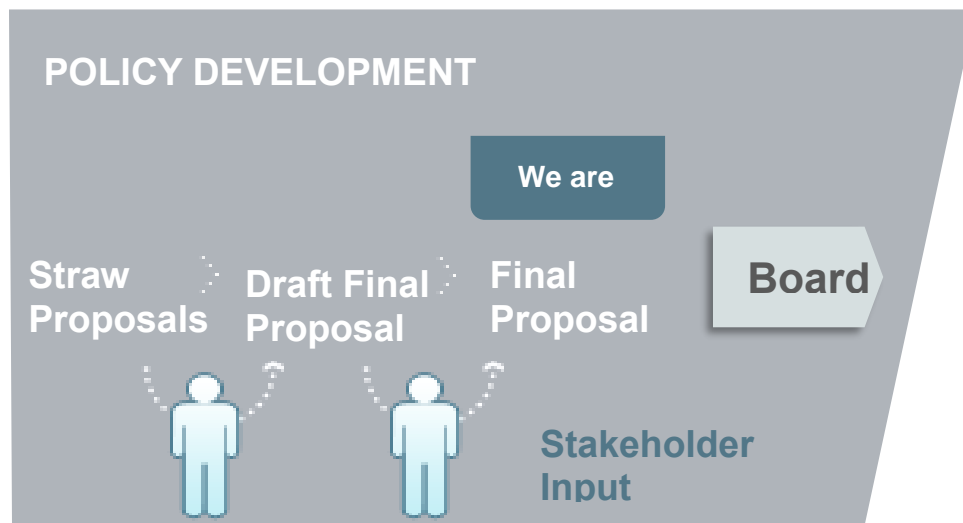 POLICY DEVELOPMENT
We are
Straw
Proposals
Draft Final
Proposal
Final
Proposal
Board
Stakeholder
Input